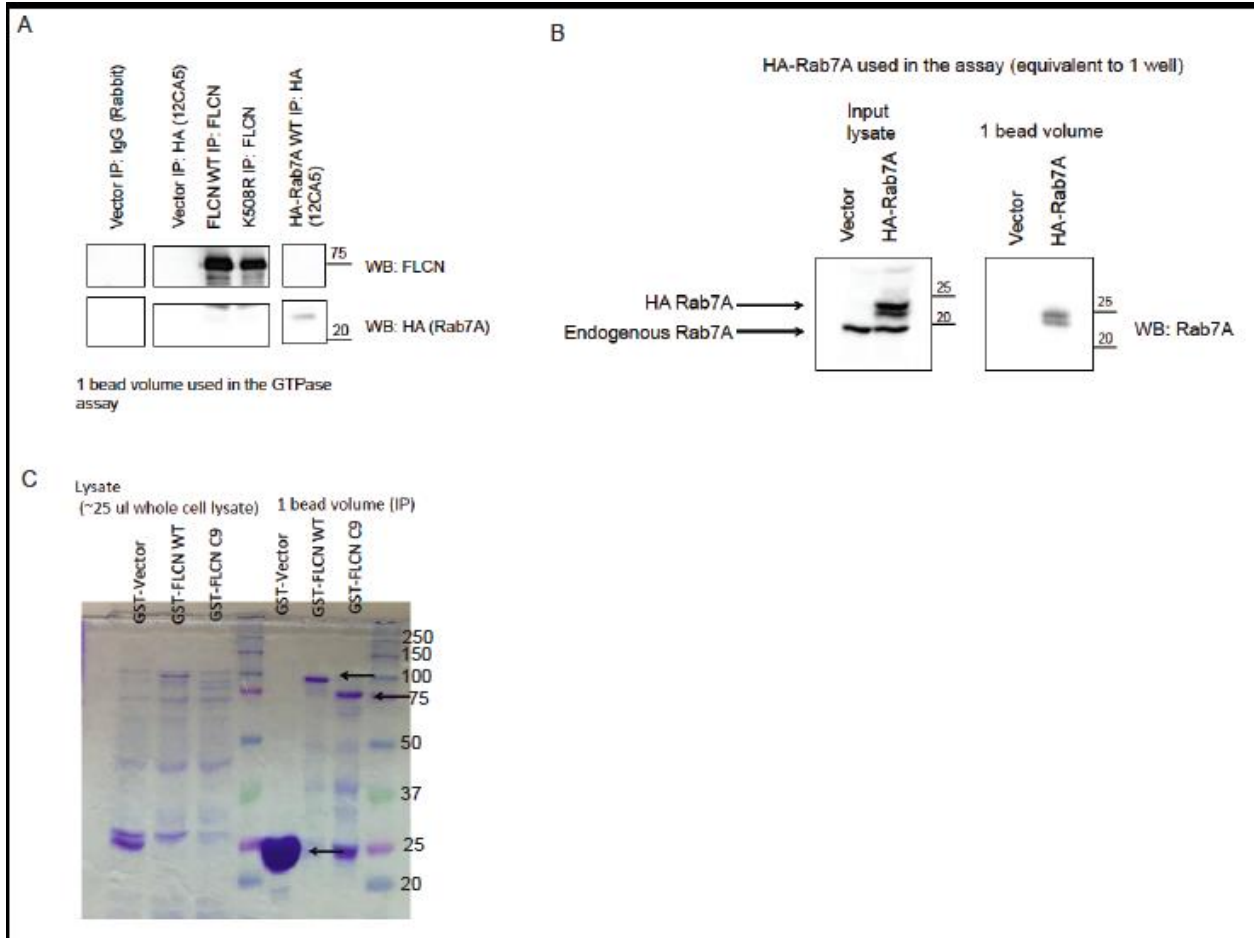 A
Vector IP: IgG (Rabbit)
Vector IP: HA (12CA5)
FLCN WT IP: FLCN
K508R IP: FLCN
HA-Rab7A WT IP: HA
(12CA5)
75
WB: FLCN
20
WB: HA (Rab7A)
1 bead volume used in the GTPase
assay
B
HA-Rab7A used in the assay (equivalent to 1 well)
Input
lysate
1 bead volume
Vector
HA-Rab7A
Vector
HA-Rab7A
HA Rab7A
Endogenous Rab7A
25
20
25
20
WB: Rab7A
C
Lysate
(~25 ul whole cell lysate)
1 bead volume (IP)
GST-Vector
GST-FLCN WT
GST-FLCN C9
GST-Vector
GST-FLCN WT
GST-FLCN C9
250
150
100
75
50
37
25
20